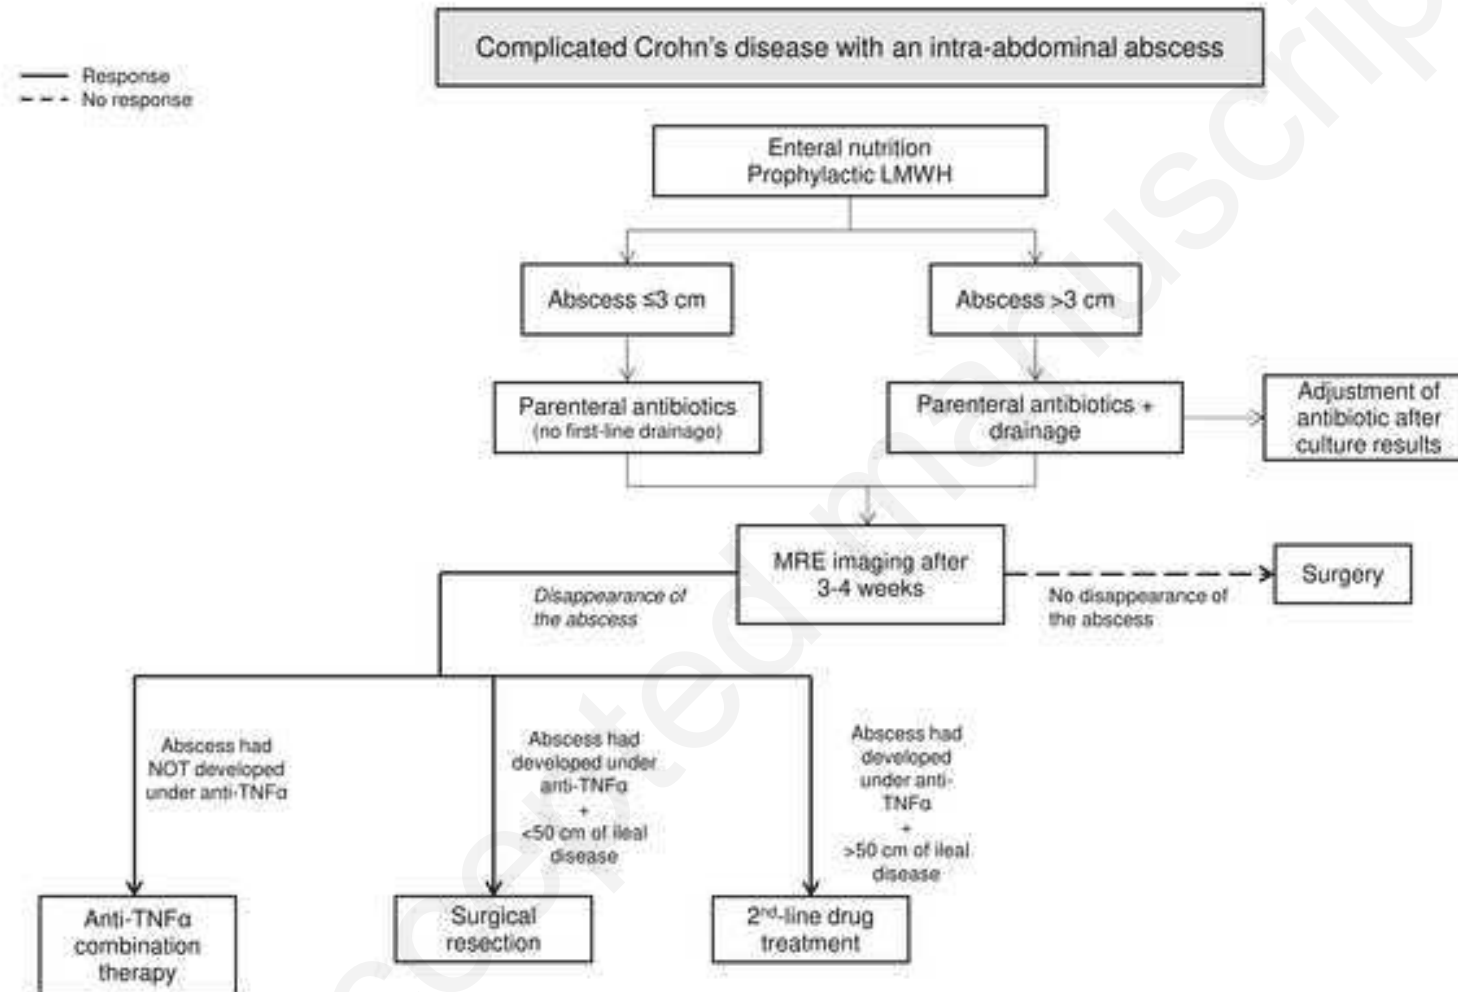 Complicated Crohn's disease with an intra-abdominal abscess
Response
No response
Enteral nutrition
Prophylactic LMWH
Abscess ≤3 cm
Abscess >3 cm
Parenteral antibiotics
(no first-line drainage)
Parenteral antibiotics +
drainage
Adjustment of
antibiotic after
culture results
MRE imaging after
3-4 weeks
Disappearance of
the abscess
No disappearance of
the abscess
Surgery
Abscess had
NOT developed
under anti-TNFα
Abscess had
developed under
anti-TNFα
+
<50 cm of ileal
disease
Abscess had
developed
under anti-
TNFα
+
>50 cm of ileal
disease
Anti-TNFα
combination
therapy
Surgical
resection
2nd-line drug
treatment
cepted manuscrip